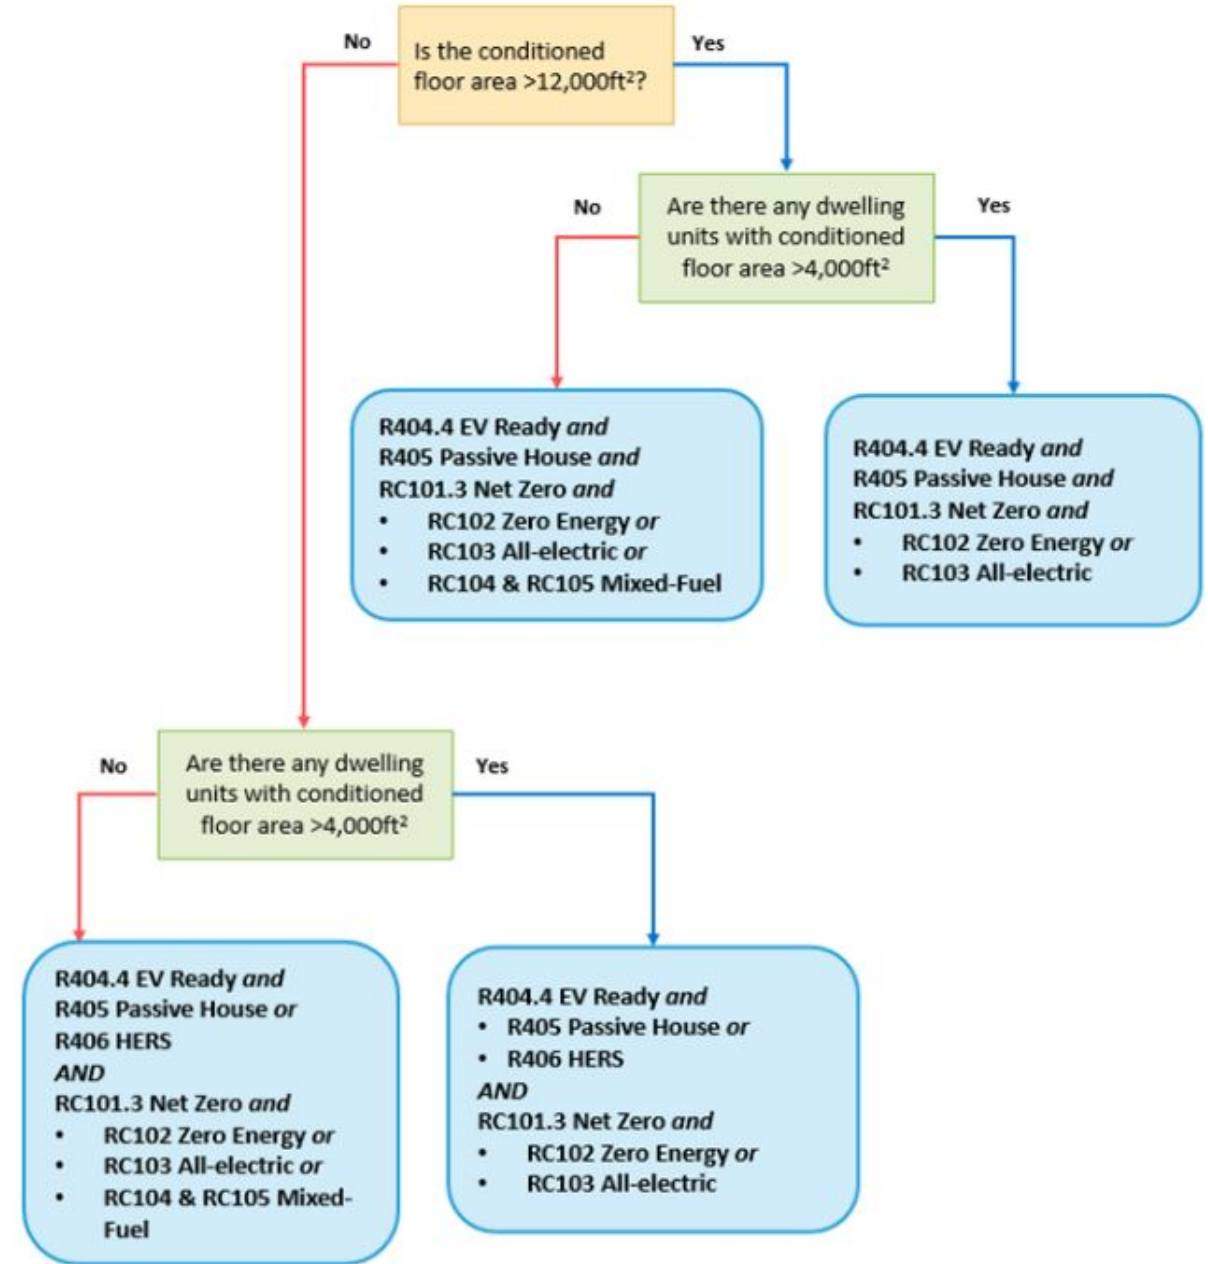 No
Is the conditioned
floor area >12,000ft²?
Yes
No
Are there any dwelling
units with conditioned
floor area >4,000ft²
Yes
R404.4 EV Ready and
R405 Passive House and
RC101.3 Net Zero and
• RC102 Zero Energy or
• RC103 All-electric or
• RC104 & RC105 Mixed-Fuel
R404.4 EV Ready and
R405 Passive House and
RC101.3 Net Zero and
• RC102 Zero Energy or
• RC103 All-electric
No
Are there any dwelling
units with conditioned
floor area >4,000ft²
Yes
R404.4 EV Ready and
R405 Passive House or
R406 HERS
AND
RC101.3 Net Zero and
• RC102 Zero Energy or
• RC103 All-electric or
• RC104 & RC105 Mixed-
Fuel
R404.4 EV Ready and
• R405 Passive House or
• R406 HERS
AND
RC101.3 Net Zero and
• RC102 Zero Energy or
• RC103 All-electric